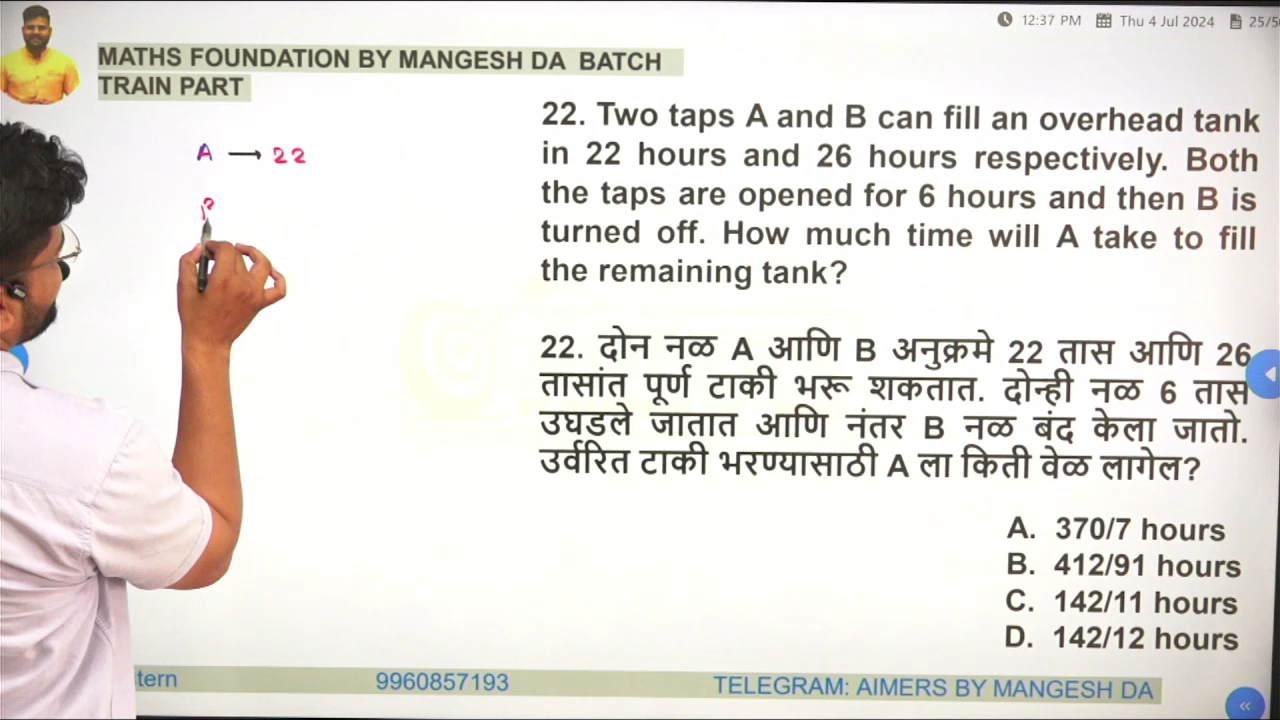 12:37 PM Thu 4 Jul 2024 25/5
MATHS FOUNDATION BY MANGESH DA BATCH
TRAIN PART
A → 22
B
22. Two taps A and B can fill an overhead tank
in 22 hours and 26 hours respectively. Both
the taps are opened for 6 hours and then B is
turned off. How much time will A take to fill
the remaining tank?
22. दोन नळ A आणि B अनुक्रमे 22 तास आणि 26
तासांत पूर्ण टाकी भरू शकतात. दोन्ही नळ 6 तास
उघडले जातात आणि नंतर B नळ बंद केला जातो.
उर्वरित टाकी भरण्यासाठी A ला किती वेळ लागेल?
A. 370/7 hours
B. 412/91 hours
C. 142/11 hours
D. 142/12 hours
tern 9960857193 TELEGRAM: AIMERS BY MANGESH DA